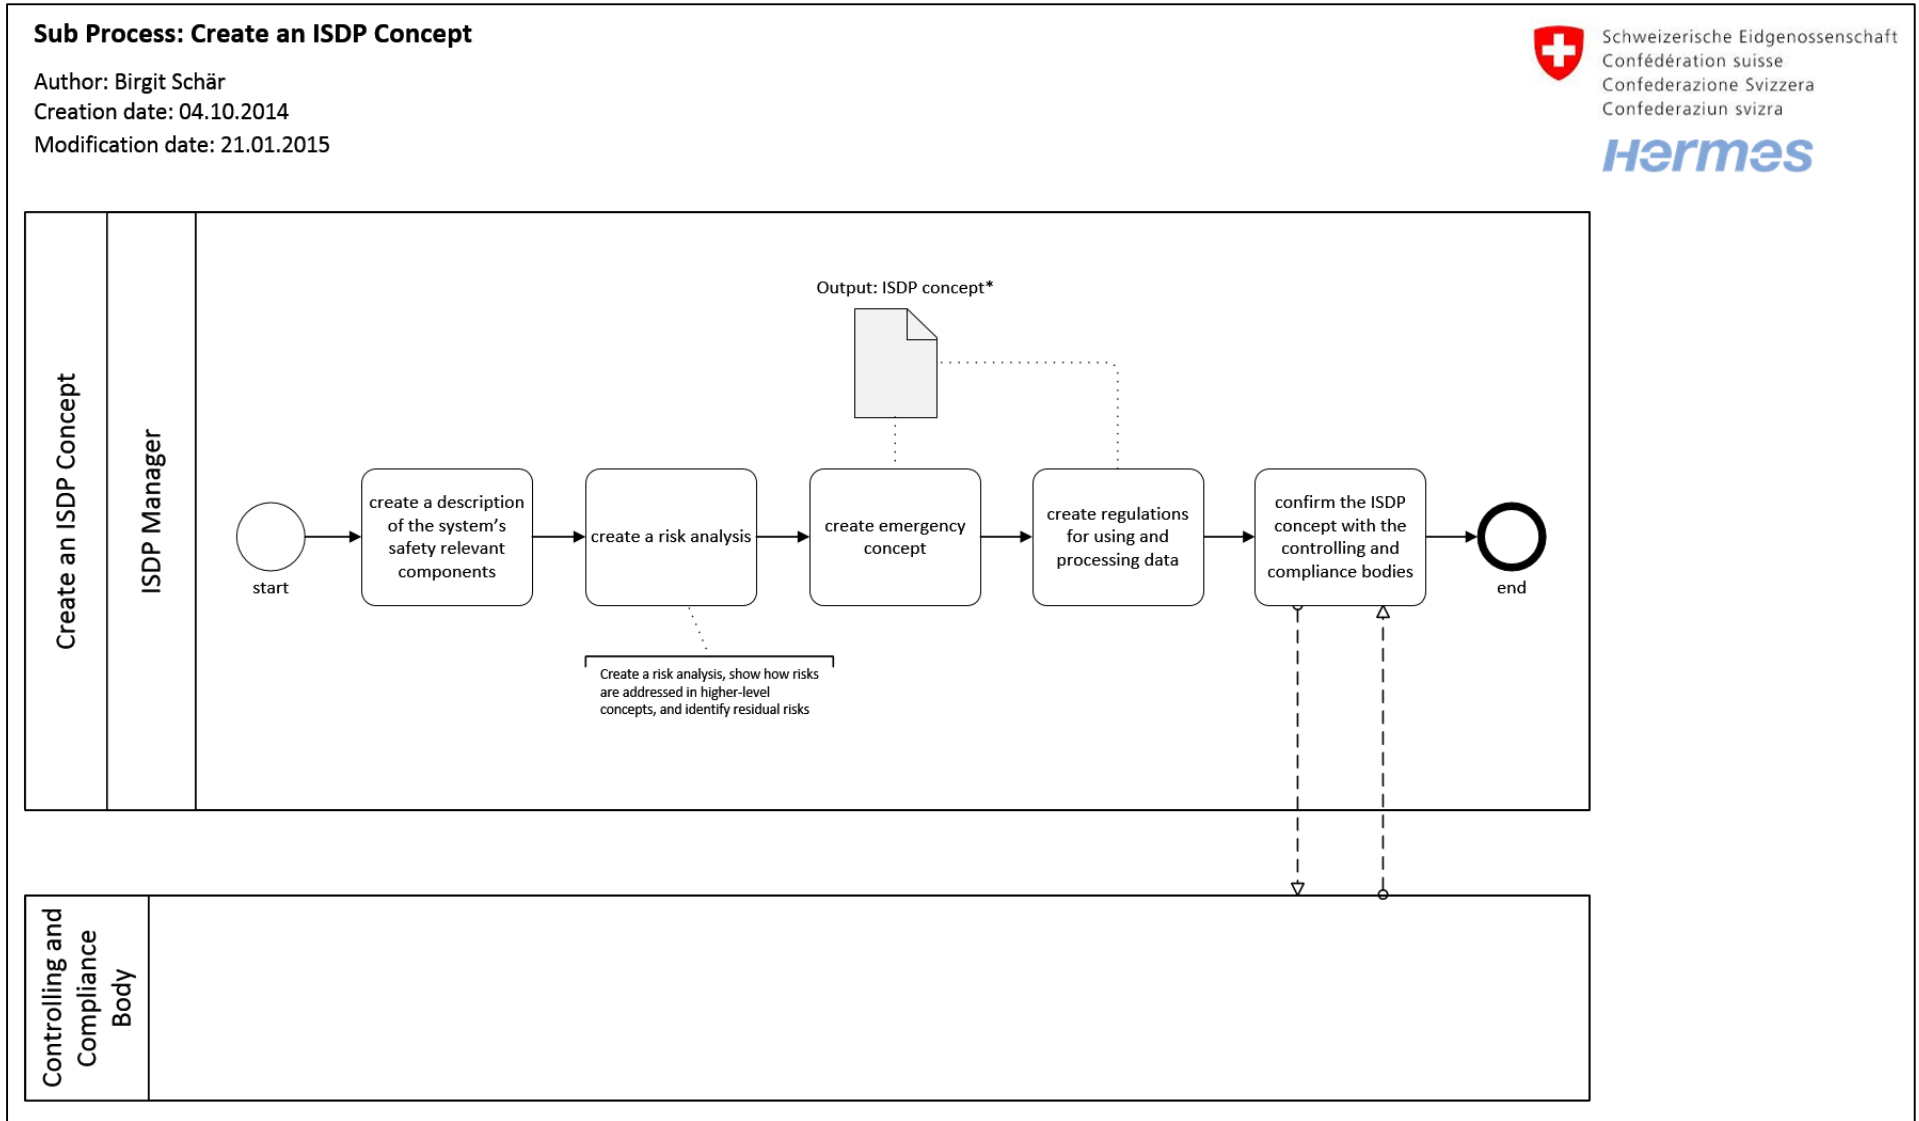 Sub Process: Create an ISDP Concept
Author: Birgit Schär
Creation date: 04.10.2014
Modification date: 21.01.2015
Schweizerische Eidgenossenschaft
Confédération suisse
Confederazione Svizzera
Confederaziun svizra
Hermes
Create an ISDP Concept
ISDP Manager
Output: ISDP concept*
start
create a description
of the system's
safety relevant
components
create a risk analysis
create emergency
concept
create regulations
for using and
processing data
confirm the ISDP
concept with the
controlling and
compliance bodies
end
Create a risk analysis, show how risks
are addressed in higher-level
concepts, and identify residual risks
Controlling and
Compliance
Body